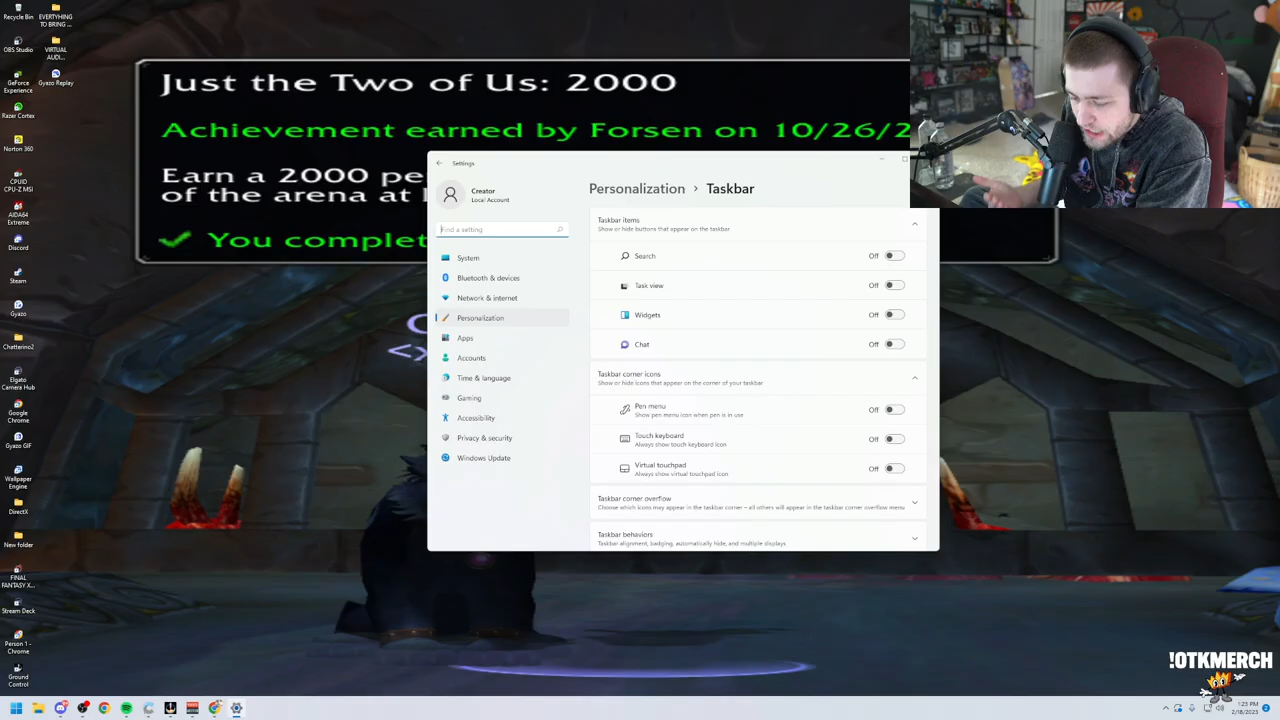 Recycle Bin
EVERYTHING
TO BRING ...
OBS Studio
VIRTUAL
AUDI...
GeForce
Experience
Gyazo Replay
Razer Cortex
AIDA64
Extreme
Steam
Gyazo
Chatterino2
Elgato
Camera Hub
Google
Chrome
Gyazo GIF
Wallpaper
Engine
DirectX
FINAL
FANTASY X...
Stream Deck
Person 1 -
Chrome
Ground
Control
Just the Two of Us: 2000
Achievement earned by Forsen on 10/26/2
Earn a 2000 pe
of the arena at l
You complet
Settings
Creator
Local Account
Find a setting
System
Bluetooth & devices
Network & internet
Personalization
Apps
Accounts
Time & language
Gaming
Accessibility
Privacy & security
Windows Update
Personalization > Taskbar
Taskbar items
Show or hide buttons that appear on the taskbar
Search Off
Task view Off
Widgets Off
Chat Off
Taskbar corner icons
Show or hide icons that appear on the corner of your taskbar
Pen menu Off
Show pen menu icon when pen is in use
Touch keyboard Off
Always show touch keyboard icon
Virtual touchpad Off
Always show virtual touchpad icon
Taskbar corner overflow
Choose which icons may appear in the taskbar corner – all others will appear in the taskbar corner overflow menu
Taskbar behaviors
Taskbar alignment, badging, automatically hide, and multiple displays
!OTKMERCH
1:23 PM
2/18/2023
2